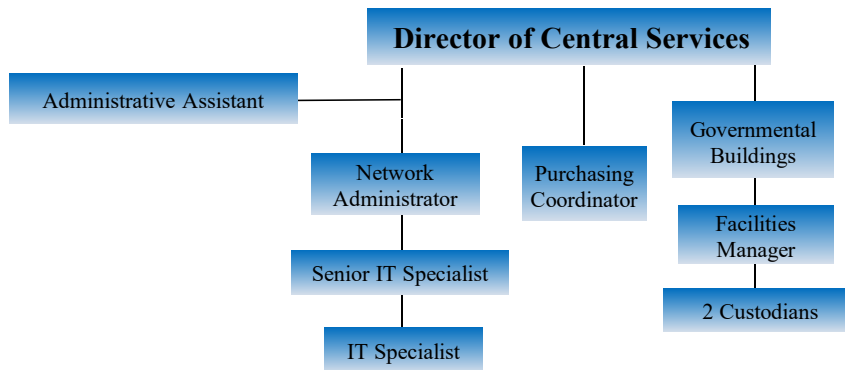 Director of Central Services
Administrative Assistant
Governmental
Buildings
Network
Administrator
Purchasing
Coordinator
Facilities
Manager
Senior IT Specialist
2 Custodians
IT Specialist